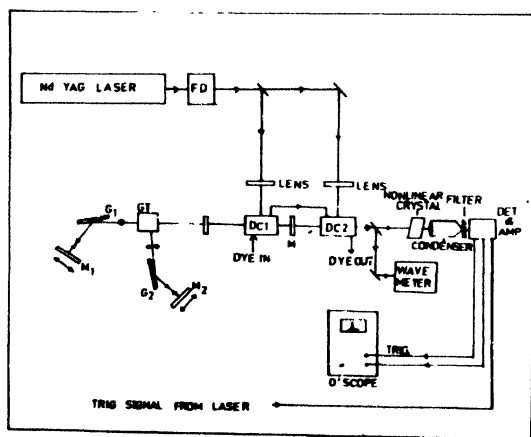 Nd YAG LASER
FD
LENS
LENS
NONLINEAR
CRYSTAL
FILTER
DET
&
AMP
G1
GT
DC1
M
DC2
CONDENSER
DYE IN
DYE OUT
WAVE
METER
M1
G2
M2
TRIG.
O'SCOPE
TRIG SIGNAL FROM LASER